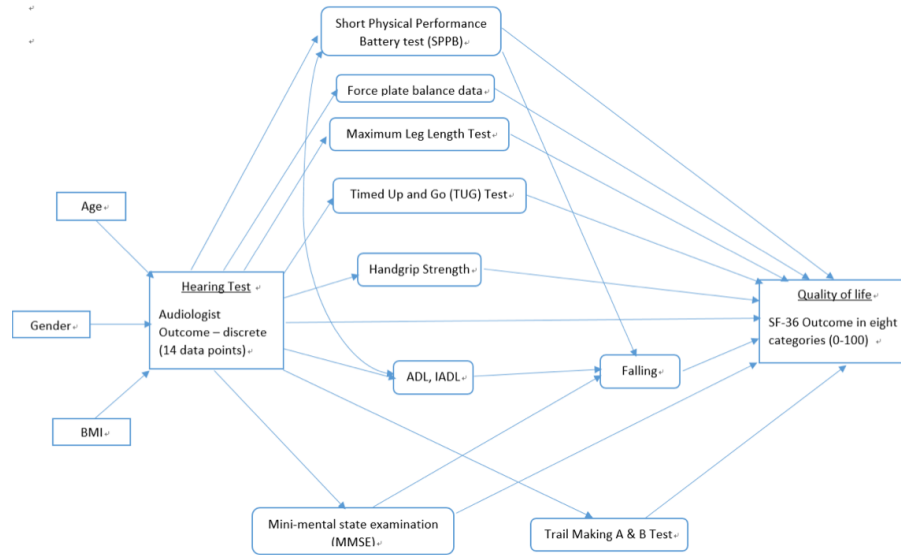 Short Physical Performance
Battery test (SPPB)
Force plate balance data
Maximum Leg Length Test
Timed Up and Go (TUG) Test
Age
Handgrip Strength
Hearing Test
Audiologist
Outcome – discrete
(14 data points)
Quality of life
SF-36 Outcome in eight
categories (0-100)
Gender
ADL, IADL
Falling
BMI
Mini-mental state examination
(MMSE)
Trail Making A & B Test